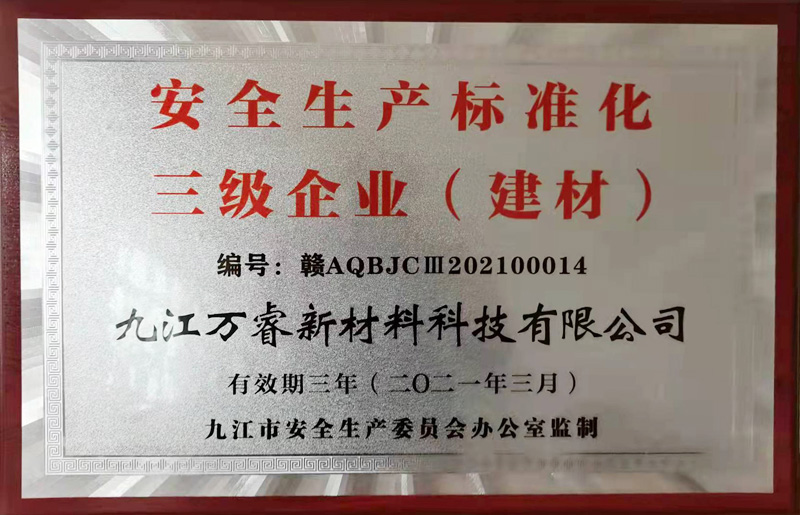 安全生产标准化
三级企业（建材）
编号：赣AQBJCⅢ202100014
九江万睿新材料科技有限公司
有效期三年（二〇二一年三月）
九江市安全生产委员会办公室监制